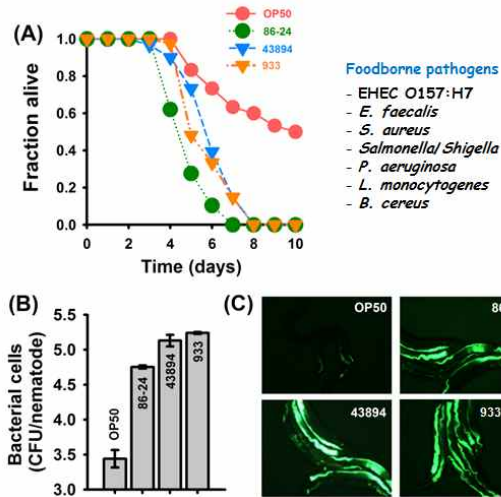 (A)
OP50
86-24
43894
933
1.0
0.8
0.6
0.4
0.2
0.0
Fraction alive
0 2 4 6 8 10
Time (days)
Foodborne pathogens
- EHEC O157:H7
- E. faecalis
- S. aureus
- Salmonella/Shigella
- P. aeruginosa
- L. monocytogenes
- B. cereus
(B)
5.5
5.0
4.5
4.0
3.5
3.0
Bacterial cells
(CFU/nematode)
OP50
86-24
43894
933
(C)
OP50
86
43894
933